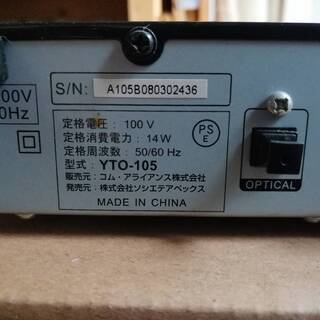 S/N: A105B080302436
00V
0Hz
定格電圧: 100 V
定格消費電力: 14W
定格周波数: 50/60 Hz
型式: YTO-105
販売元: コム・アライアンス株式会社
発売元: 株式会社ソシエテアペックス
MADE IN CHINA
PS
E
OPTICAL